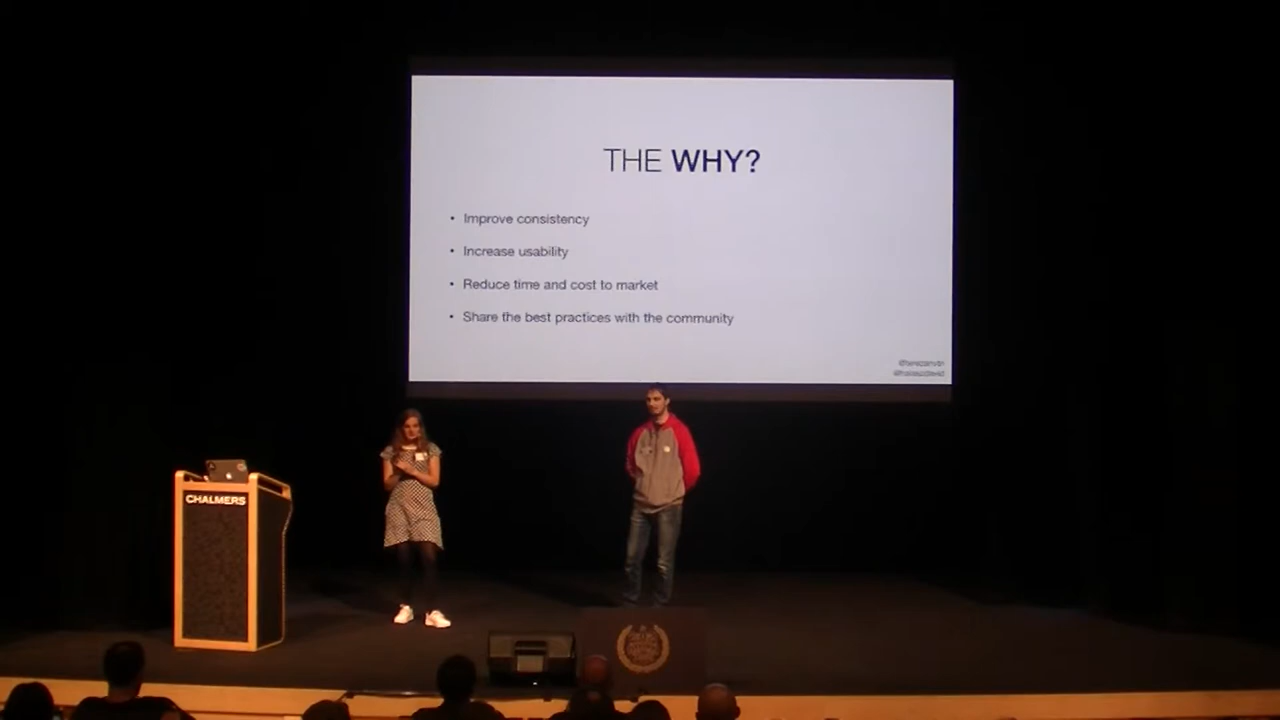 THE WHY?
• Improve consistency
• Increase usability
• Reduce time and cost to market
• Share the best practices with the community
CHALMERS